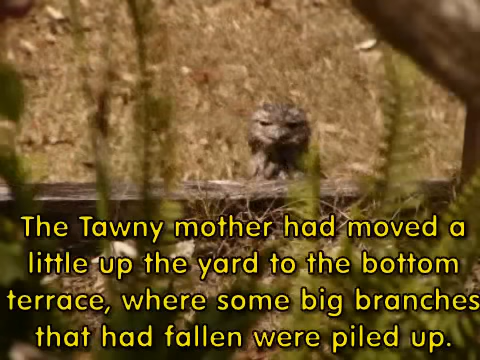 The Tawny mother had moved a
little up the yard to the bottom
terrace, where some big branches
that had fallen were piled up.